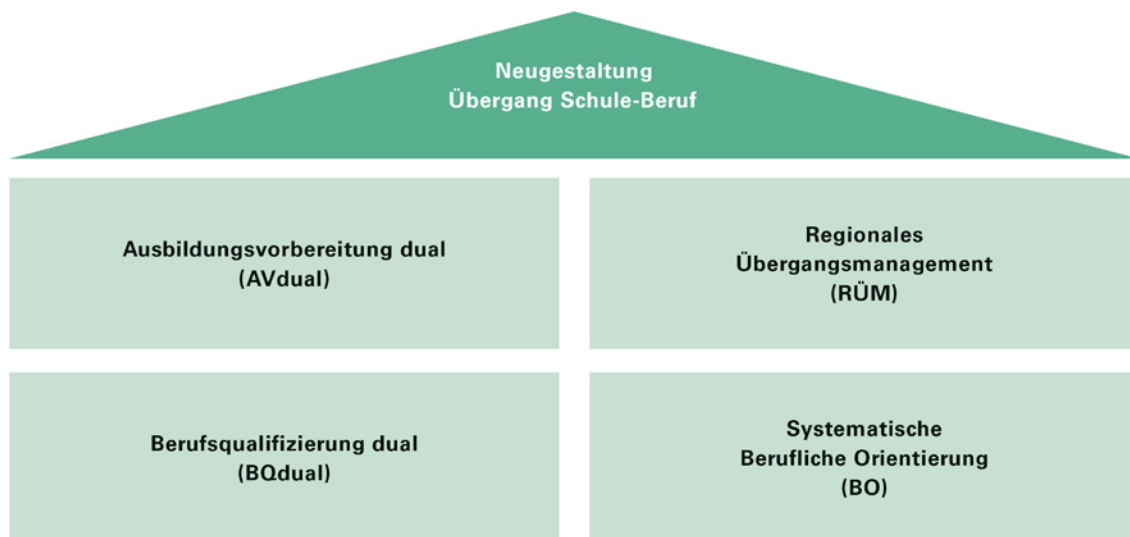 Neugestaltung
Übergang Schule-Beruf
Ausbildungsvorbereitung dual
(AVdual)
Regionales
Übergangsmanagement
(RÜM)
Berufsqualifizierung dual
(BQdual)
Systematische
Berufliche Orientierung
(BO)